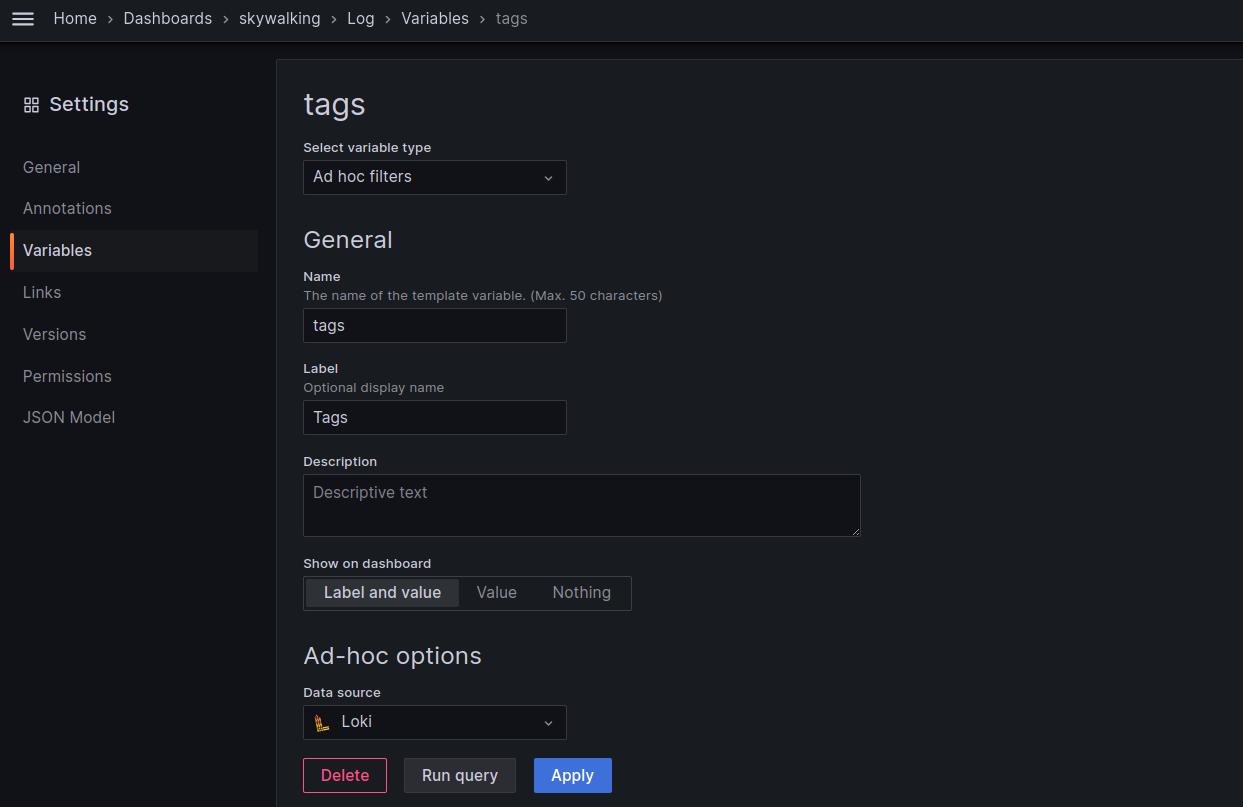 Home › Dashboards › skywalking › Log › Variables › tags
Settings
General
Annotations
Variables
Links
Versions
Permissions
JSON Model
tags
Select variable type
Ad hoc filters
General
Name
The name of the template variable. (Max. 50 characters)
tags
Label
Optional display name
Tags
Description
Descriptive text
Show on dashboard
Label and value Value Nothing
Ad-hoc options
Data source
Loki
Delete Run query Apply